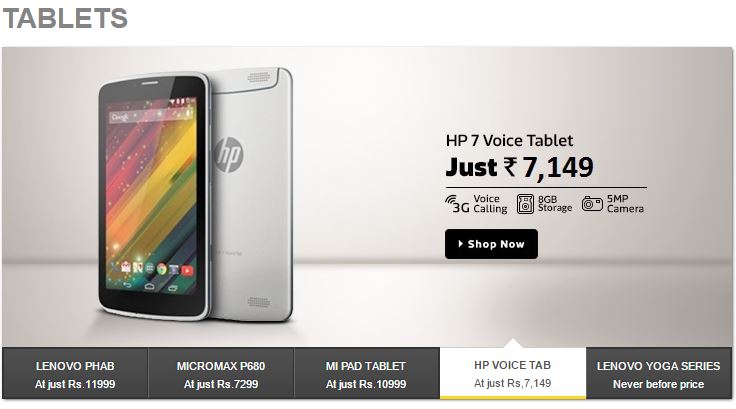 TABLETS
Google
hp
HP 7 Voice Tablet
Just ₹ 7,149
3G Voice Calling
8GB Storage
5MP Camera
Shop Now
LENOVO PHAB
At just Rs.11999
MICROMAX P680
At just Rs.7299
MI PAD TABLET
At just Rs.10999
HP VOICE TAB
At just Rs,7,149
LENOVO YOGA SERIES
Never before price